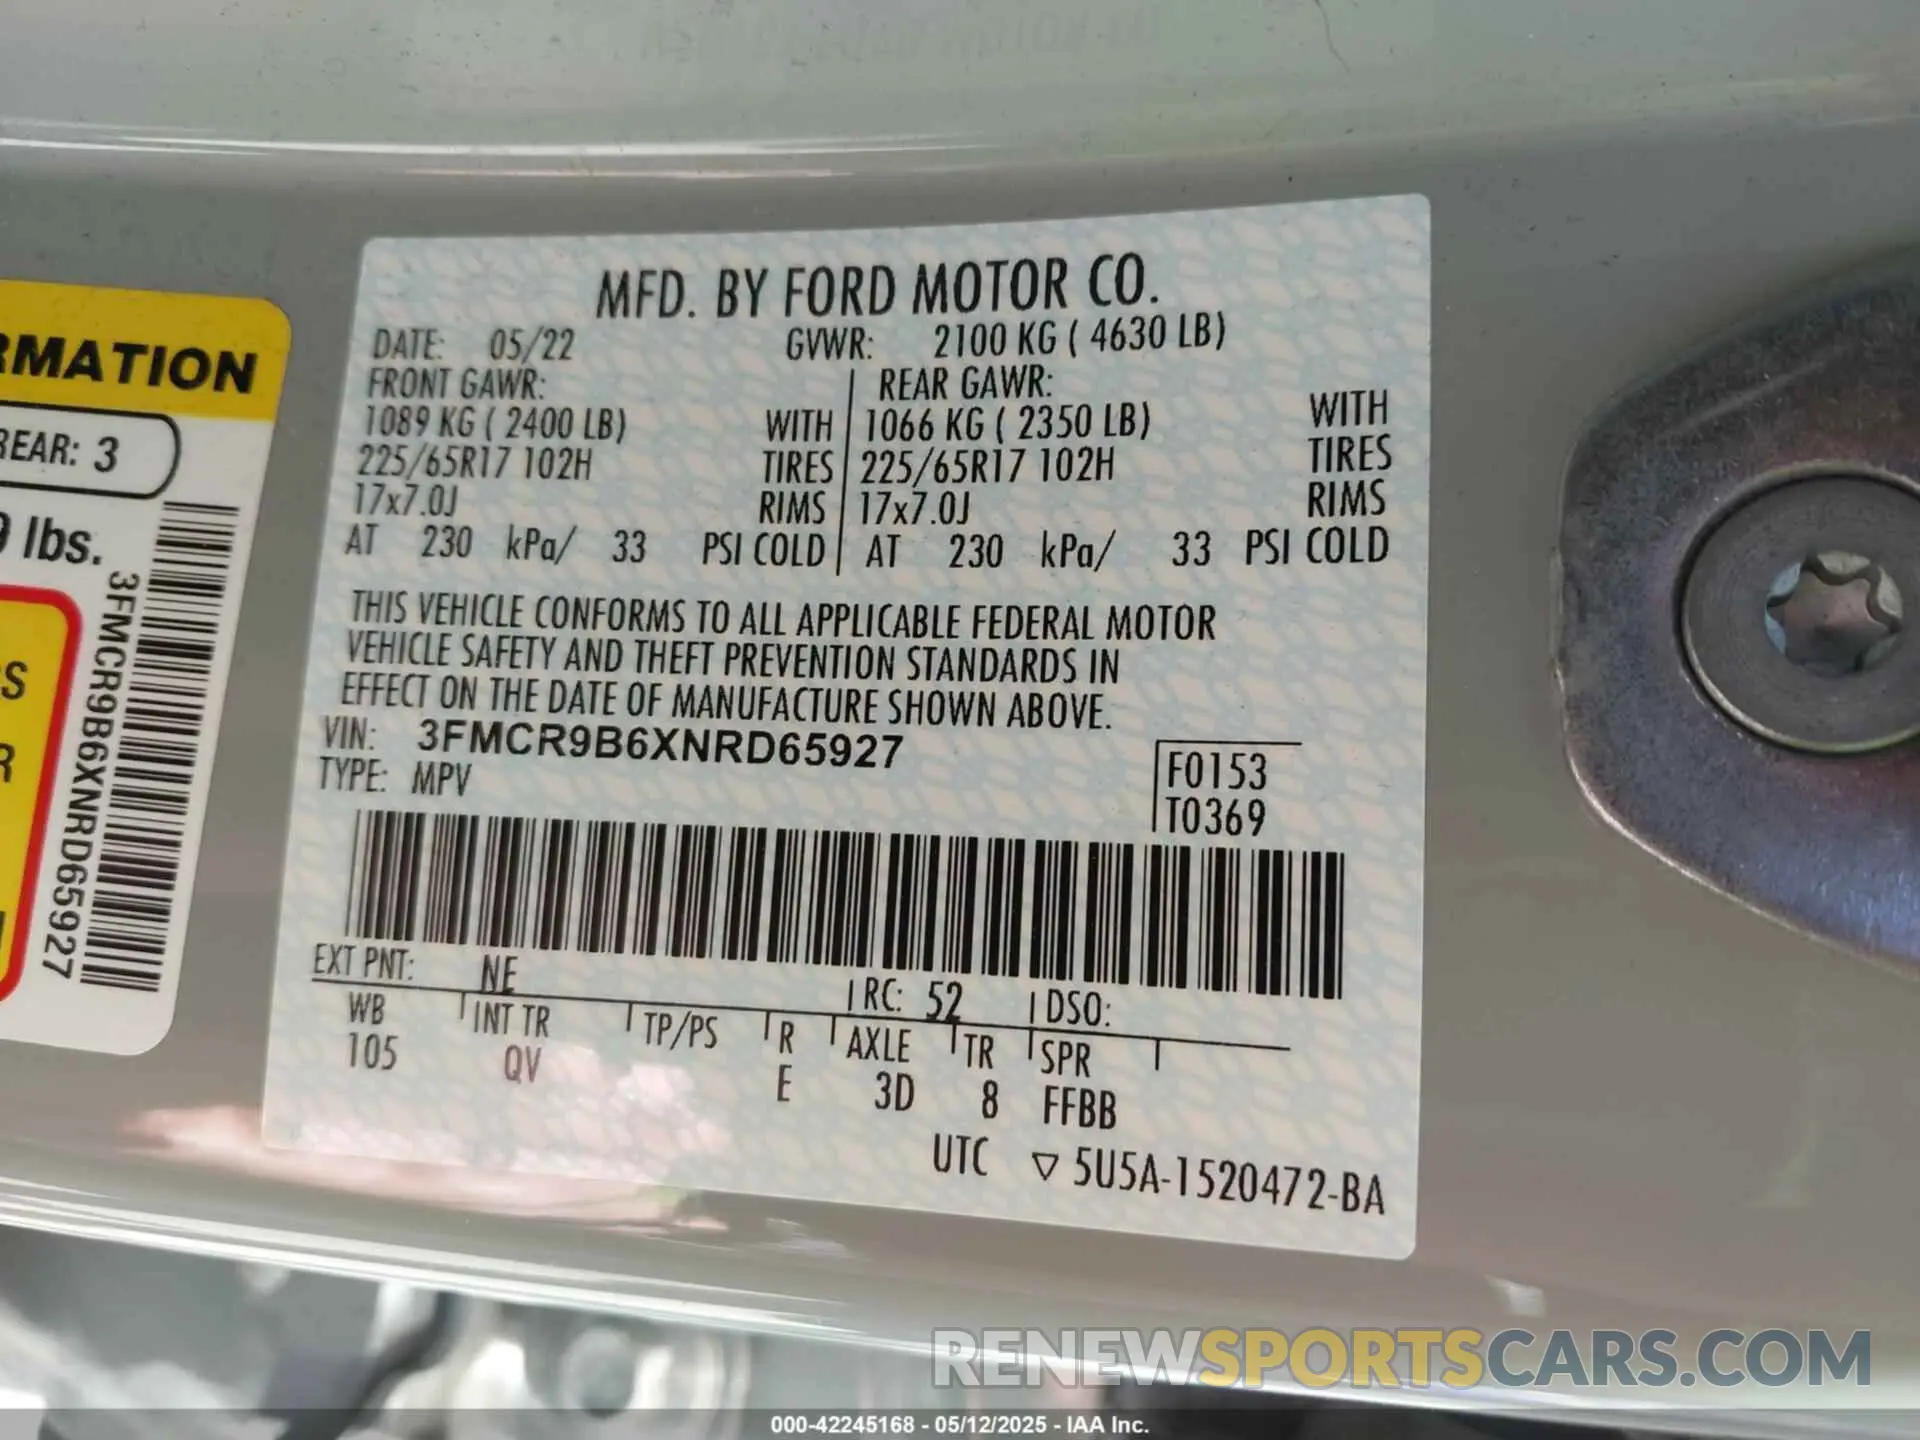 MFD. BY FORD MOTOR CO.
DATE: 05/22 GVWR: 2100 KG ( 4630 LB)
FRONT GAWR: REAR GAWR:
1089 KG ( 2400 LB) WITH 1066 KG ( 2350 LB) WITH
225/65R17 102H TIRES 225/65R17 102H TIRES
17x7.0J RIMS 17x7.0J RIMS
AT 230 kPa/ 33 PSI COLD AT 230 kPa/ 33 PSI COLD
THIS VEHICLE CONFORMS TO ALL APPLICABLE FEDERAL MOTOR
VEHICLE SAFETY AND THEFT PREVENTION STANDARDS IN
EFFECT ON THE DATE OF MANUFACTURE SHOWN ABOVE.
VIN: 3FMCR9B6XNRD65927
TYPE: MPV
F0153
T0369
EXT PNT: NE RC: 52 DSO:
WB INT TR TP/PS R AXLE TR SPR
105 QV E 3D 8 FFBB
UTC ▽ 5U5A-1520472-BA
RMATION
REAR: 3
9 lbs.
3FMCR9B6XNRD65927
RENEWSPORTSCARS.COM
000-42245168 - 05/12/2025 - IAA Inc.